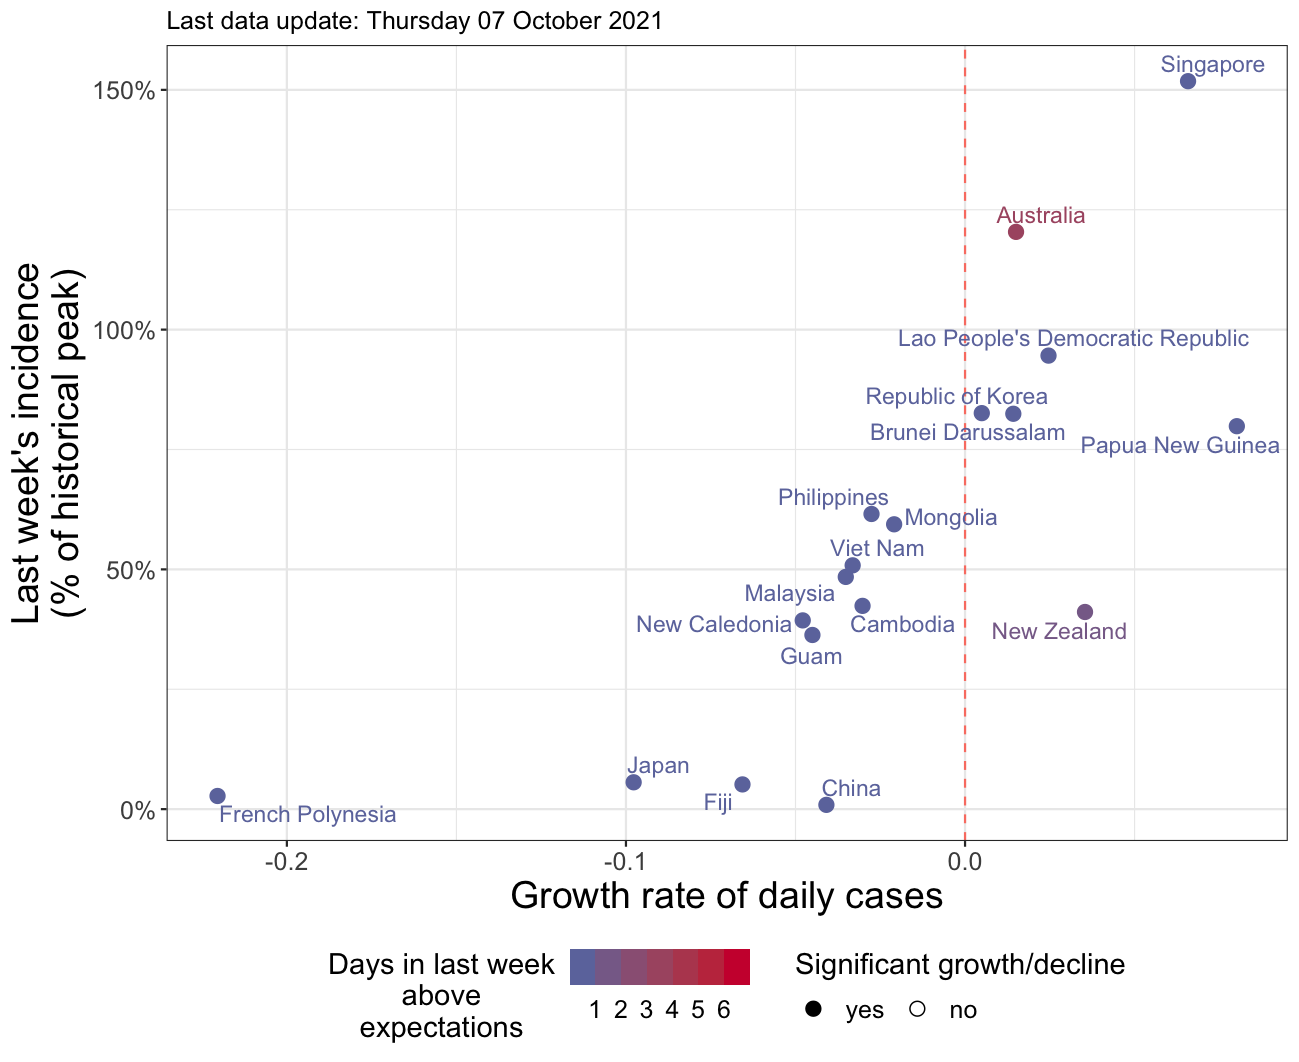 Last data update: Thursday 07 October 2021
Last week's incidence
(% of historical peak)
150%
100%
50%
0%
Singapore
Australia
Lao People's Democratic Republic
Republic of Korea
Brunei Darussalam
Papua New Guinea
Philippines
Mongolia
Viet Nam
Malaysia
New Caledonia
Cambodia
New Zealand
Guam
Japan
Fiji
China
French Polynesia
-0.2
-0.1
0.0
Growth rate of daily cases
Days in last week
above
expectations
1 2 3 4 5 6
Significant growth/decline
yes
no